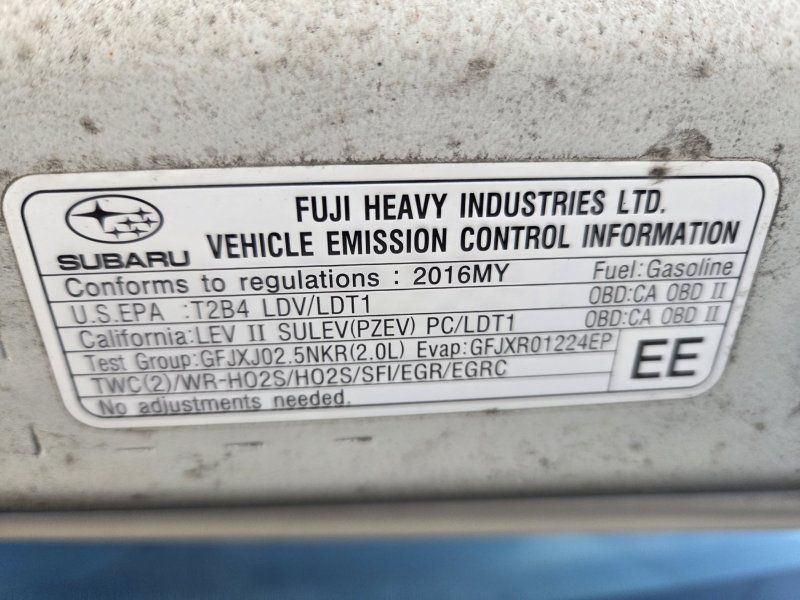 FUJI HEAVY INDUSTRIES LTD.
SUBARU VEHICLE EMISSION CONTROL INFORMATION
Conforms to regulations : 2016MY Fuel:Gasoline
U.S.EPA :T2B4 LDV/LDT1 OBD:CA OBD II
California:LEV II SULEV(PZEV) PC/LDT1 OBD:CA OBD II
Test Group:GFJXJ02.5NKR(2.0L) Evap:GFJXR01224EP
TWC(2)/WR-HO2S/HO2S/SFI/EGR/EGRC
No adjustments needed.
EE